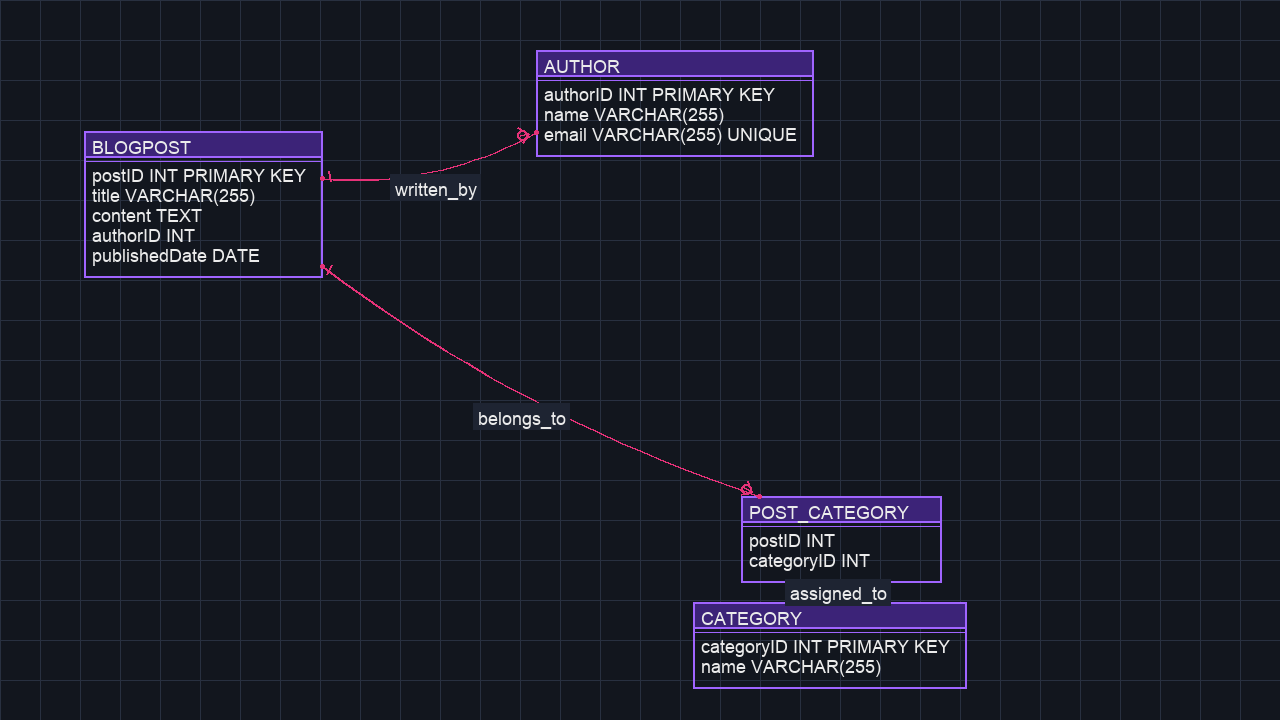 AUTHOR
authorID INT PRIMARY KEY
name VARCHAR(255)
email VARCHAR(255) UNIQUE
BLOGPOST
postID INT PRIMARY KEY
title VARCHAR(255)
content TEXT
authorID INT
publishedDate DATE
written_by
belongs_to
POST_CATEGORY
postID INT
categoryID INT
assigned_to
CATEGORY
categoryID INT PRIMARY KEY
name VARCHAR(255)